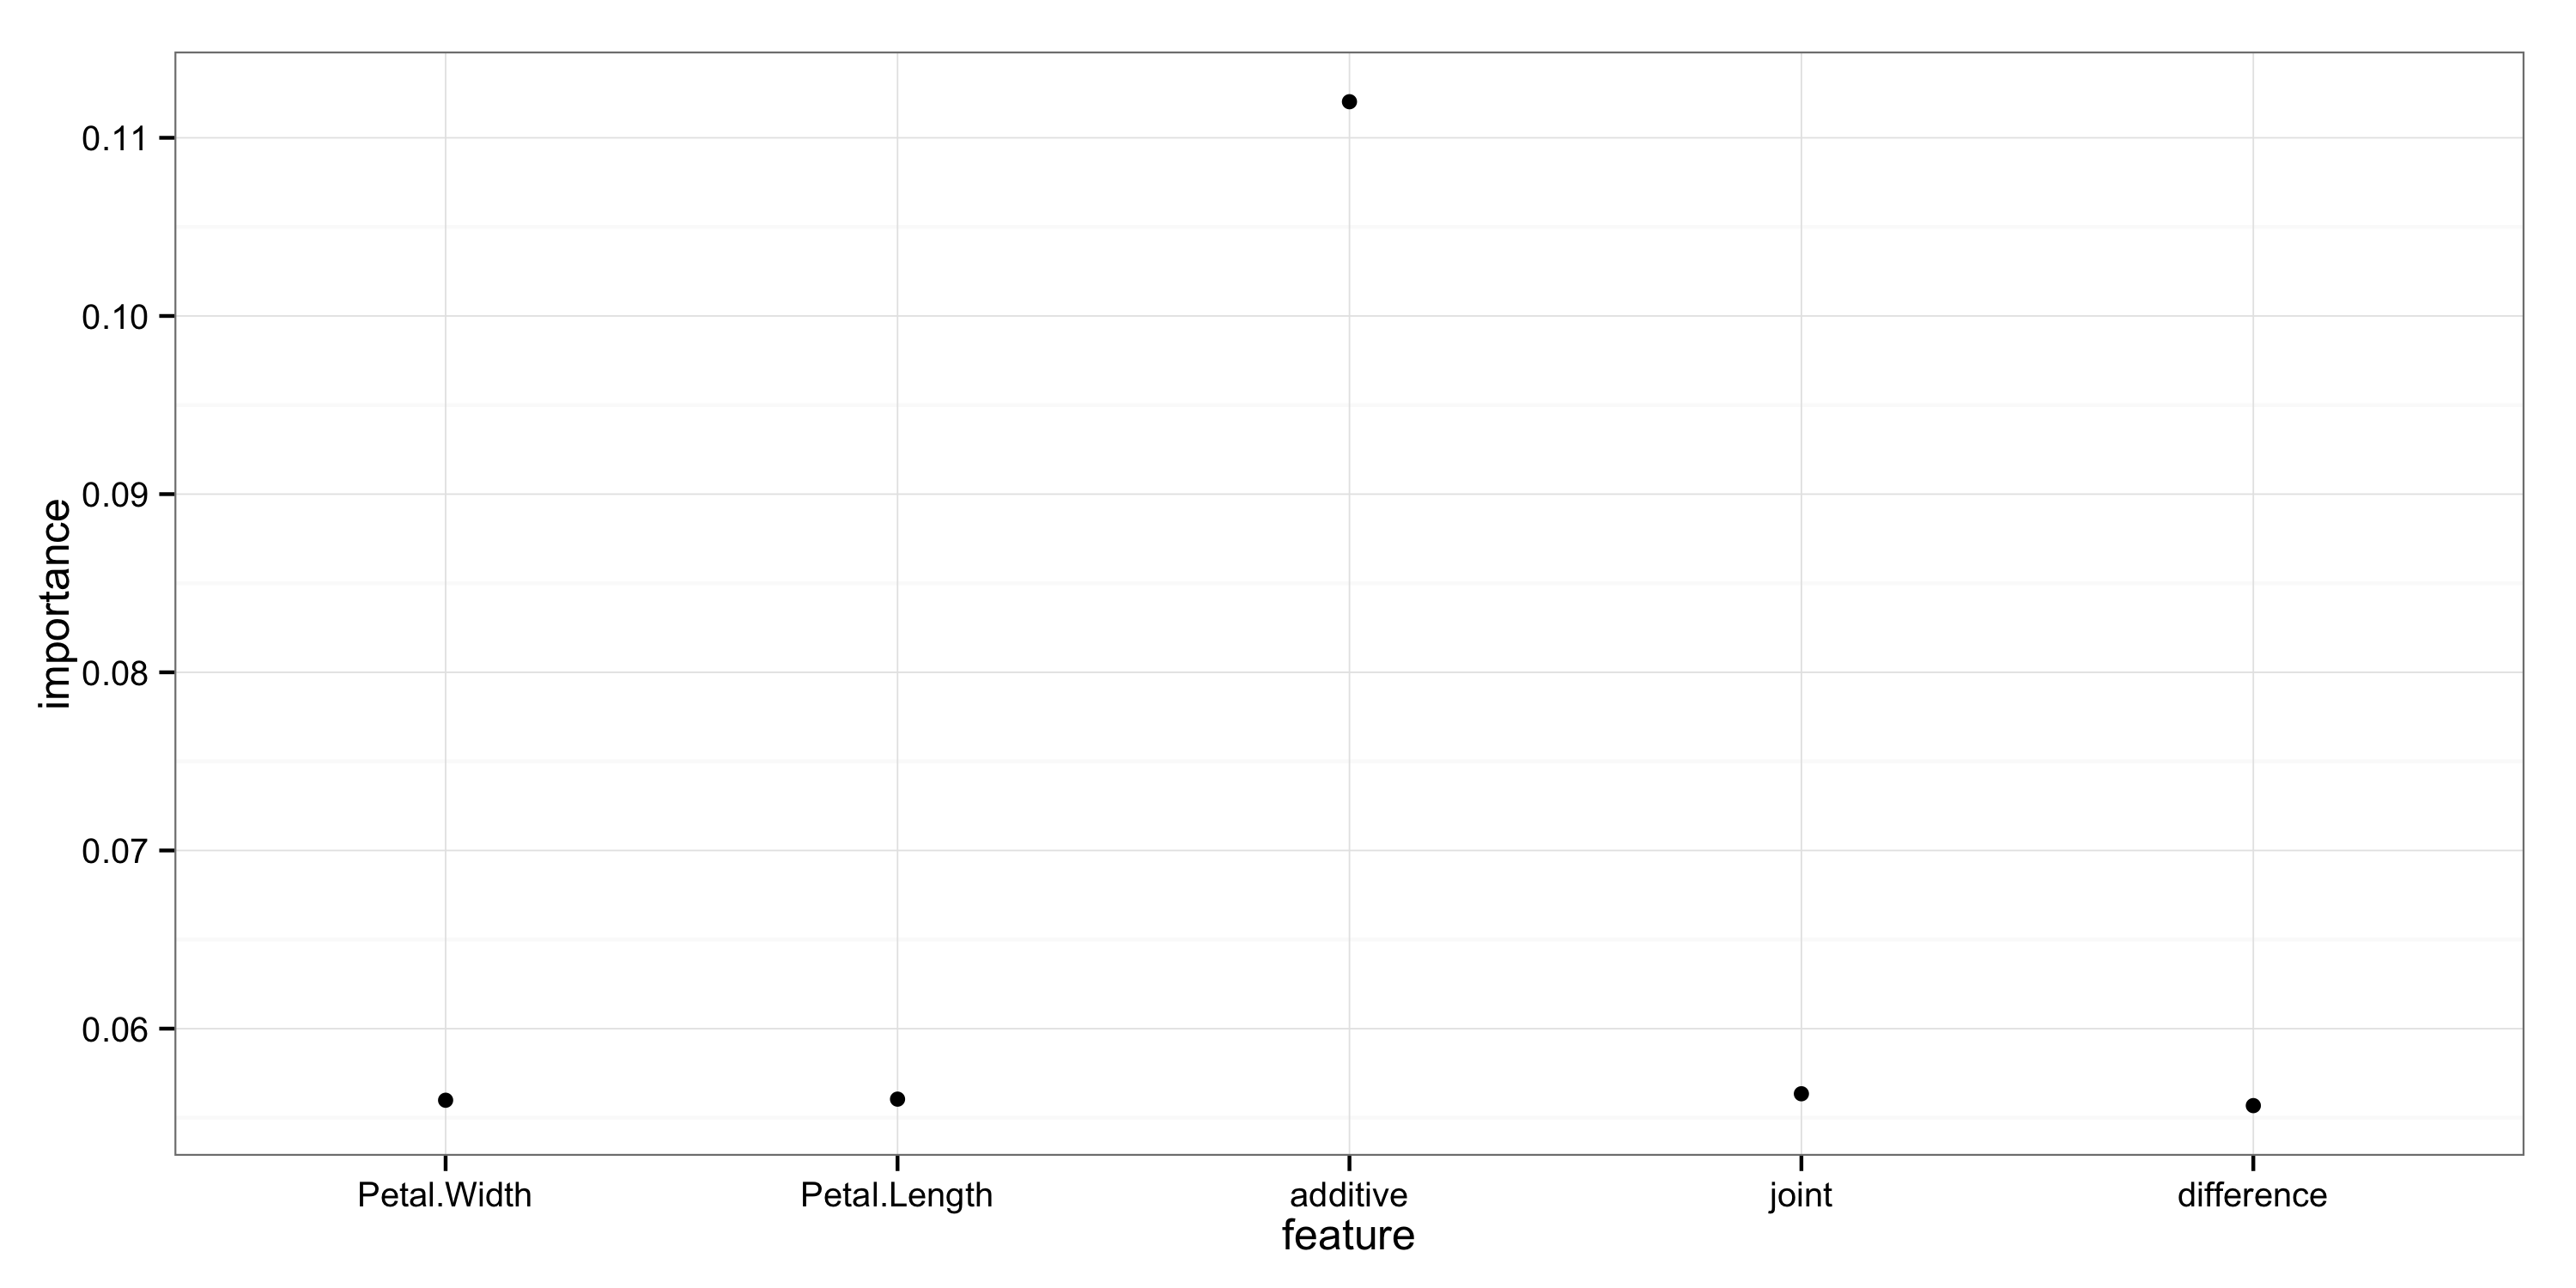 importance
0.11
0.10
0.09
0.08
0.07
0.06
Petal.Width Petal.Length additive joint difference
feature